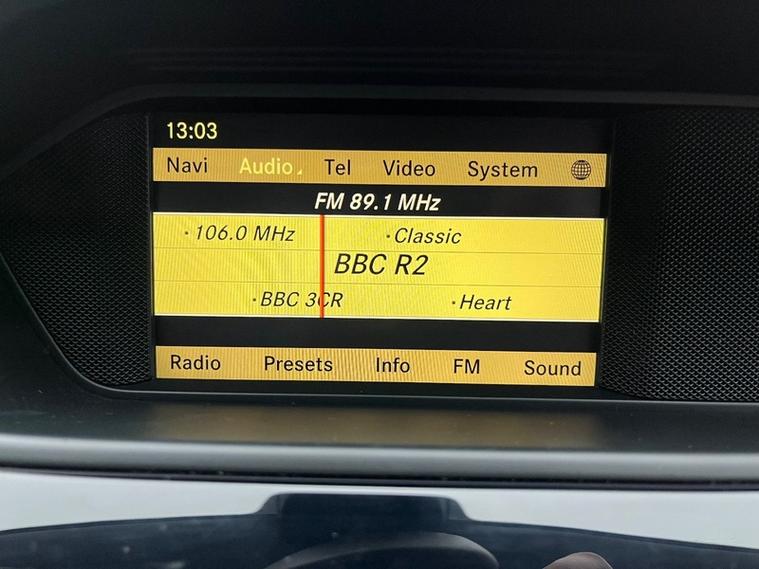 13:03
Navi Audio Tel Video System
FM 89.1 MHz
·106.0 MHz ·Classic
BBC R2
·BBC 3CR ·Heart
Radio Presets Info FM Sound